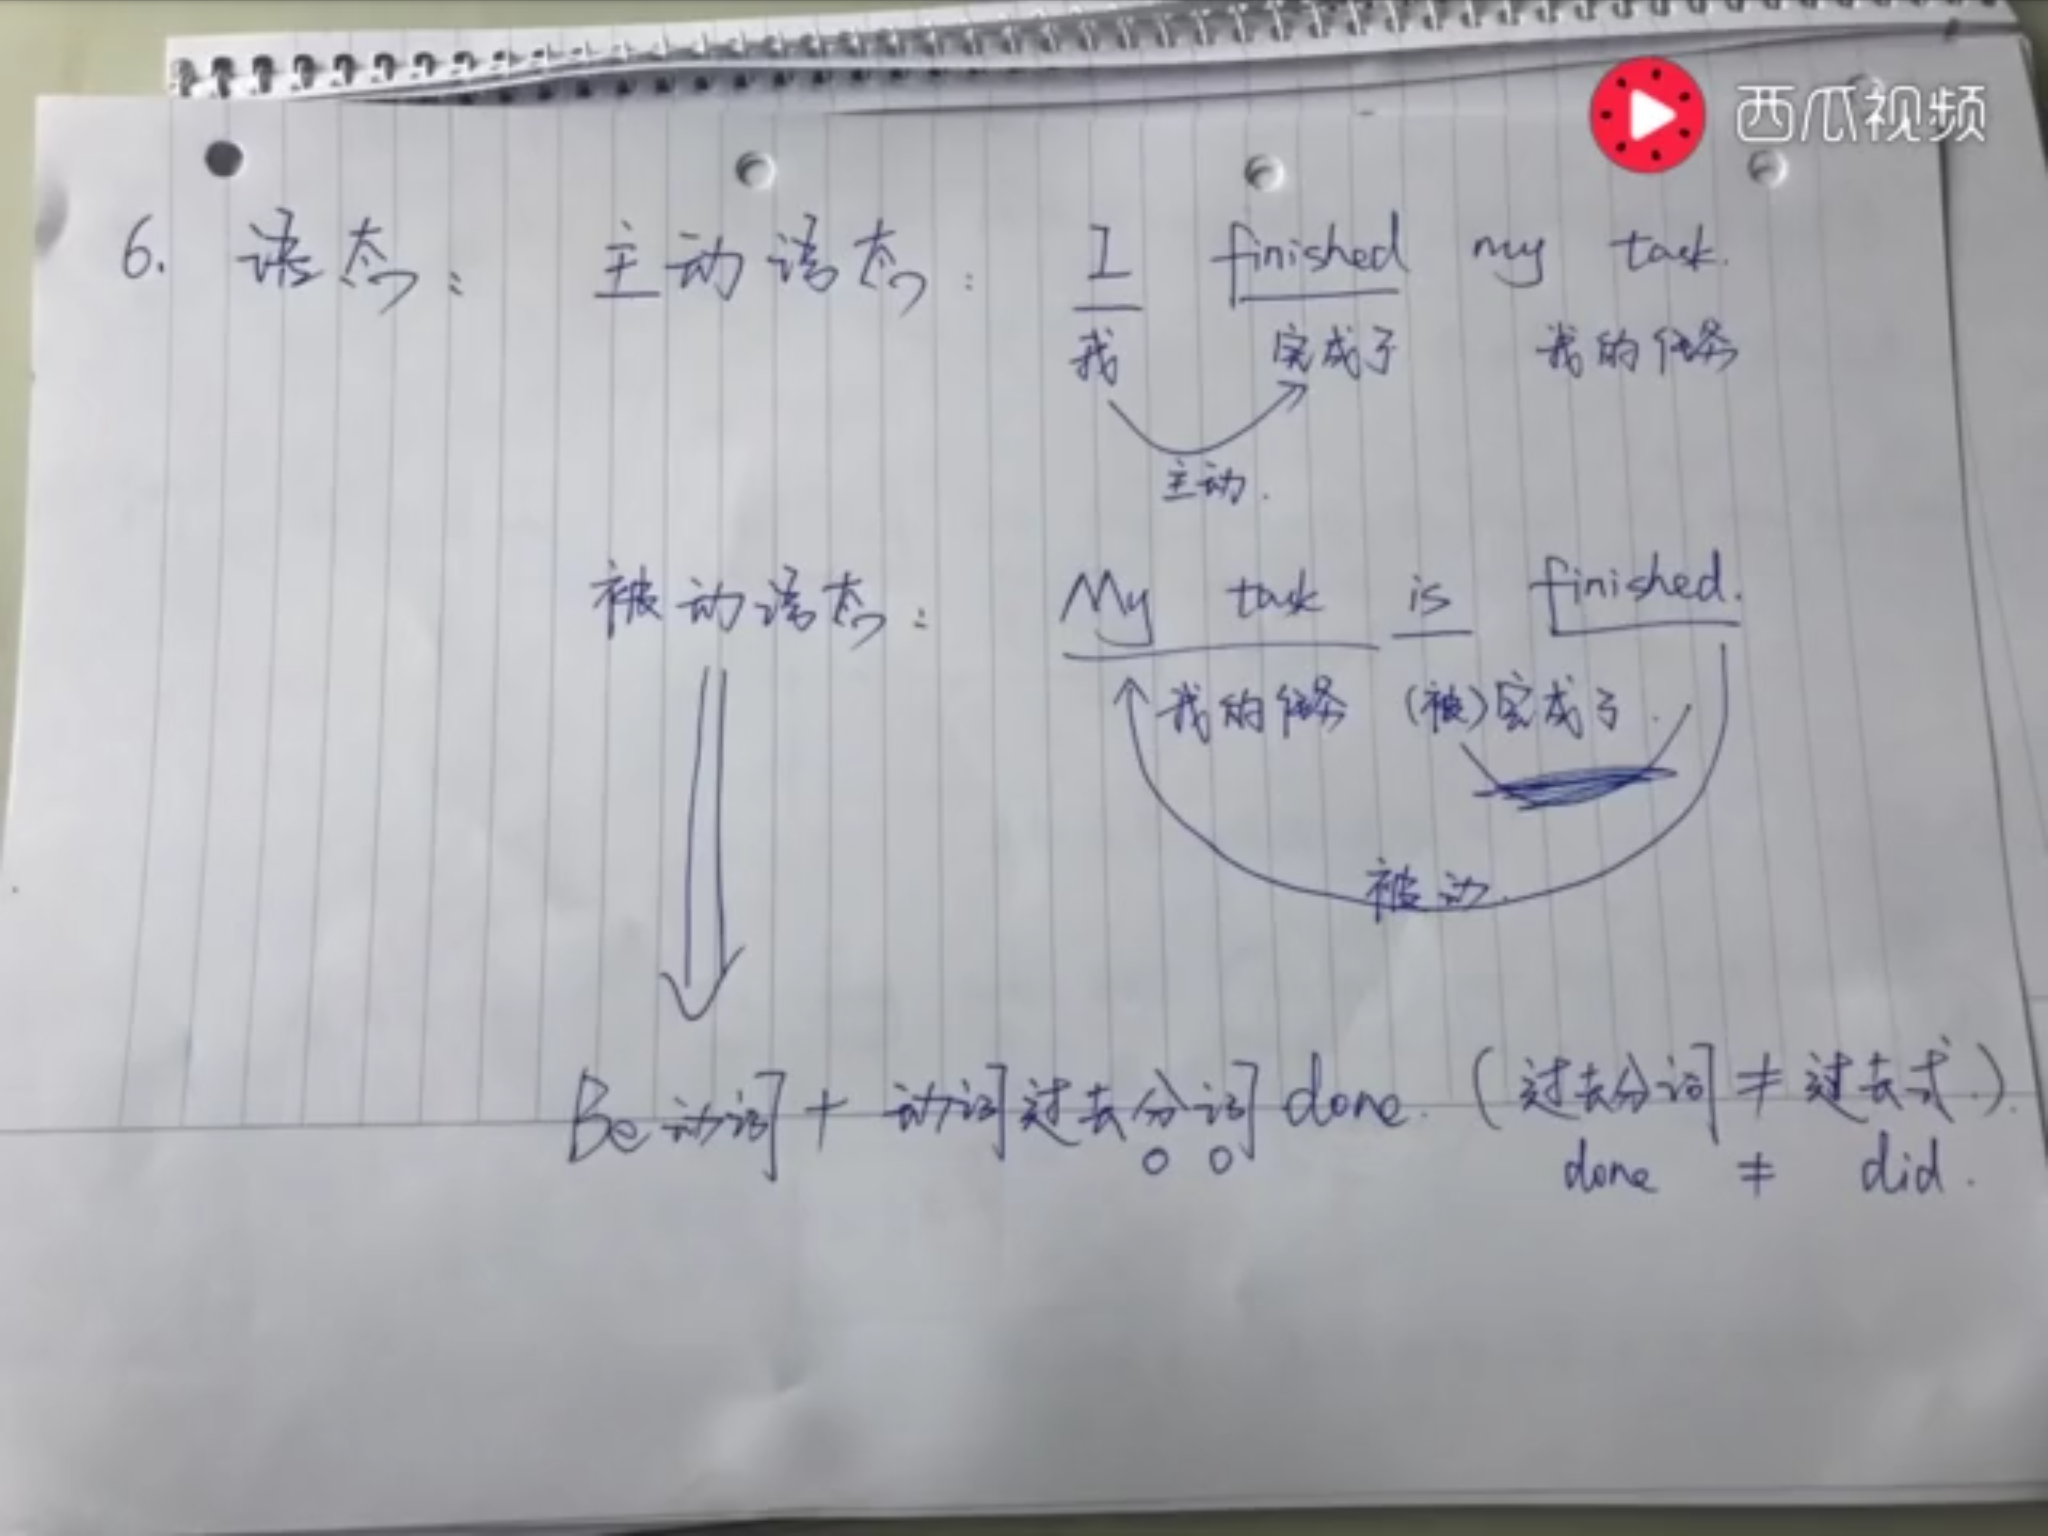 西瓜视频
6. 语态： 主动语态： I finished my task.
我 完成了 我的任务
主动.
被动语态： My task is finished.
我的任务 (被)完成了.
被动.
Be动词 + 动词过去分词 done. (过去分词 ≠ 过去式.).
done ≠ did.